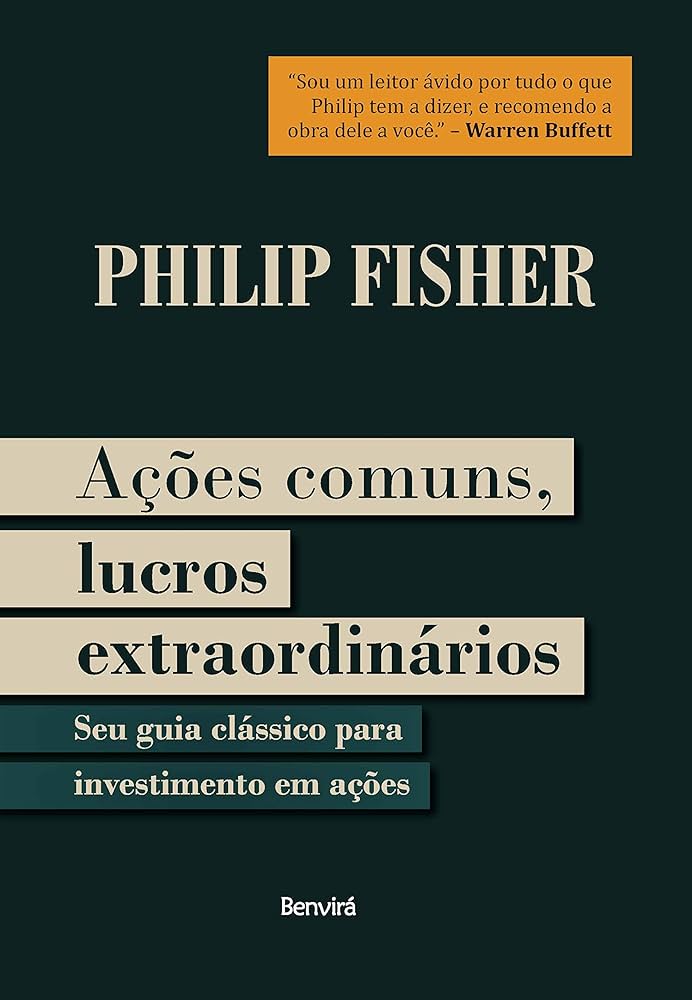 “Sou um leitor ávido por tudo o que
Philip tem a dizer, e recomendo a
obra dele a você.” – Warren Buffett
PHILIP FISHER
Ações comuns,
lucros
extraordinários
Seu guia clássico para
investimento em ações
Benvirá